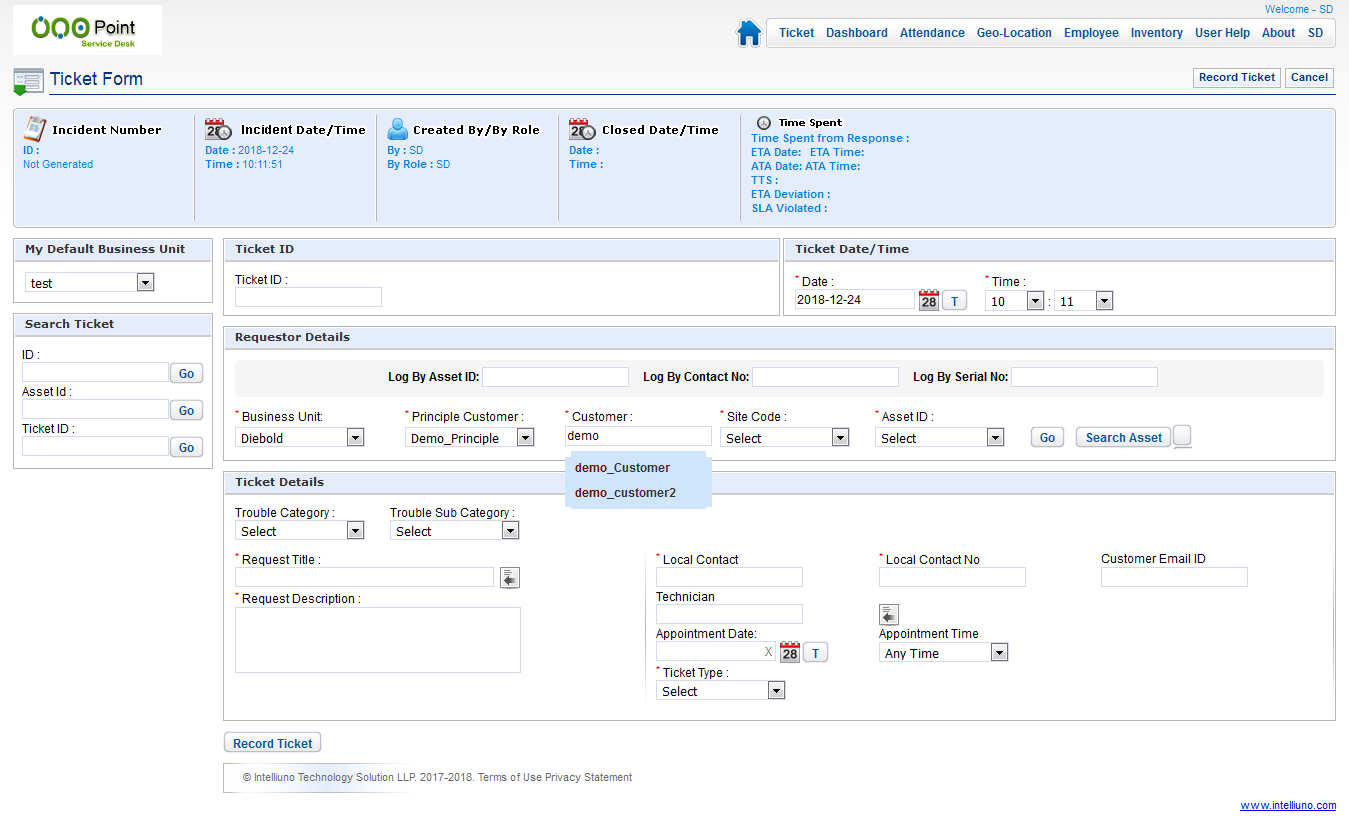 Welcome - SD
Point
Service Desk
Ticket Dashboard Attendance Geo-Location Employee Inventory User Help About SD
Ticket Form
Record Ticket Cancel
Incident Number
ID :
Not Generated
28 Incident Date/Time
Date : 2018-12-24
Time : 10:11:51
Created By/By Role
By : SD
By Role : SD
28 Closed Date/Time
Date :
Time :
Time Spent
Time Spent from Response :
ETA Date: ETA Time:
ATA Date: ATA Time:
TTS :
ETA Deviation :
SLA Violated :
My Default Business Unit
test
Search Ticket
ID :
Go
Asset Id :
Go
Ticket ID :
Go
Ticket ID
Ticket ID :
Ticket Date/Time
* Date : * Time :
2018-12-24 28 T 10 : 11
Requestor Details
Log By Asset ID: Log By Contact No: Log By Serial No:
* Business Unit: * Principle Customer : * Customer : * Site Code : * Asset ID :
Diebold Demo_Principle demo Select Select Go Search Asset
demo_Customer
demo_customer2
Ticket Details
Trouble Category : Trouble Sub Category :
Select Select
* Request Title :
* Request Description :
* Local Contact * Local Contact No Customer Email ID
Technician
Appointment Date: Appointment Time
X 28 T Any Time
* Ticket Type :
Select
Record Ticket
© Intelliuno Technology Solution LLP. 2017-2018. Terms of Use Privacy Statement
www.intelliuno.com